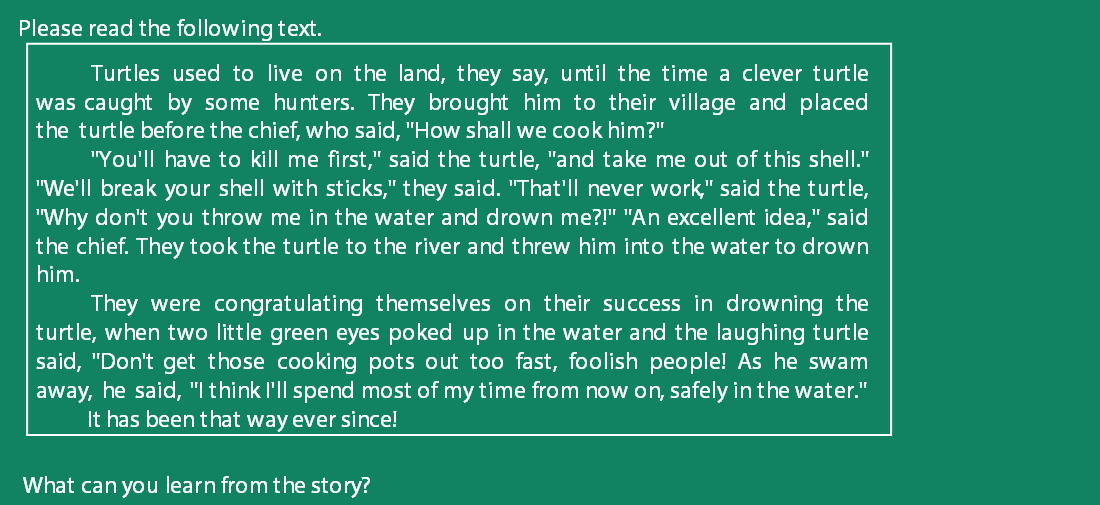 Please read the following text.
Turtles used to live on the land, they say, until the time a clever turtle
was caught by some hunters. They brought him to their village and placed
the turtle before the chief, who said, "How shall we cook him?"
"You'll have to kill me first," said the turtle, "and take me out of this shell."
"We'll break your shell with sticks," they said. "That'll never work," said the turtle,
"Why don't you throw me in the water and drown me?!" "An excellent idea," said
the chief. They took the turtle to the river and threw him into the water to drown
him.
They were congratulating themselves on their success in drowning the
turtle, when two little green eyes poked up in the water and the laughing turtle
said, "Don't get those cooking pots out too fast, foolish people! As he swam
away, he said, "I think I'll spend most of my time from now on, safely in the water."
It has been that way ever since!
What can you learn from the story?